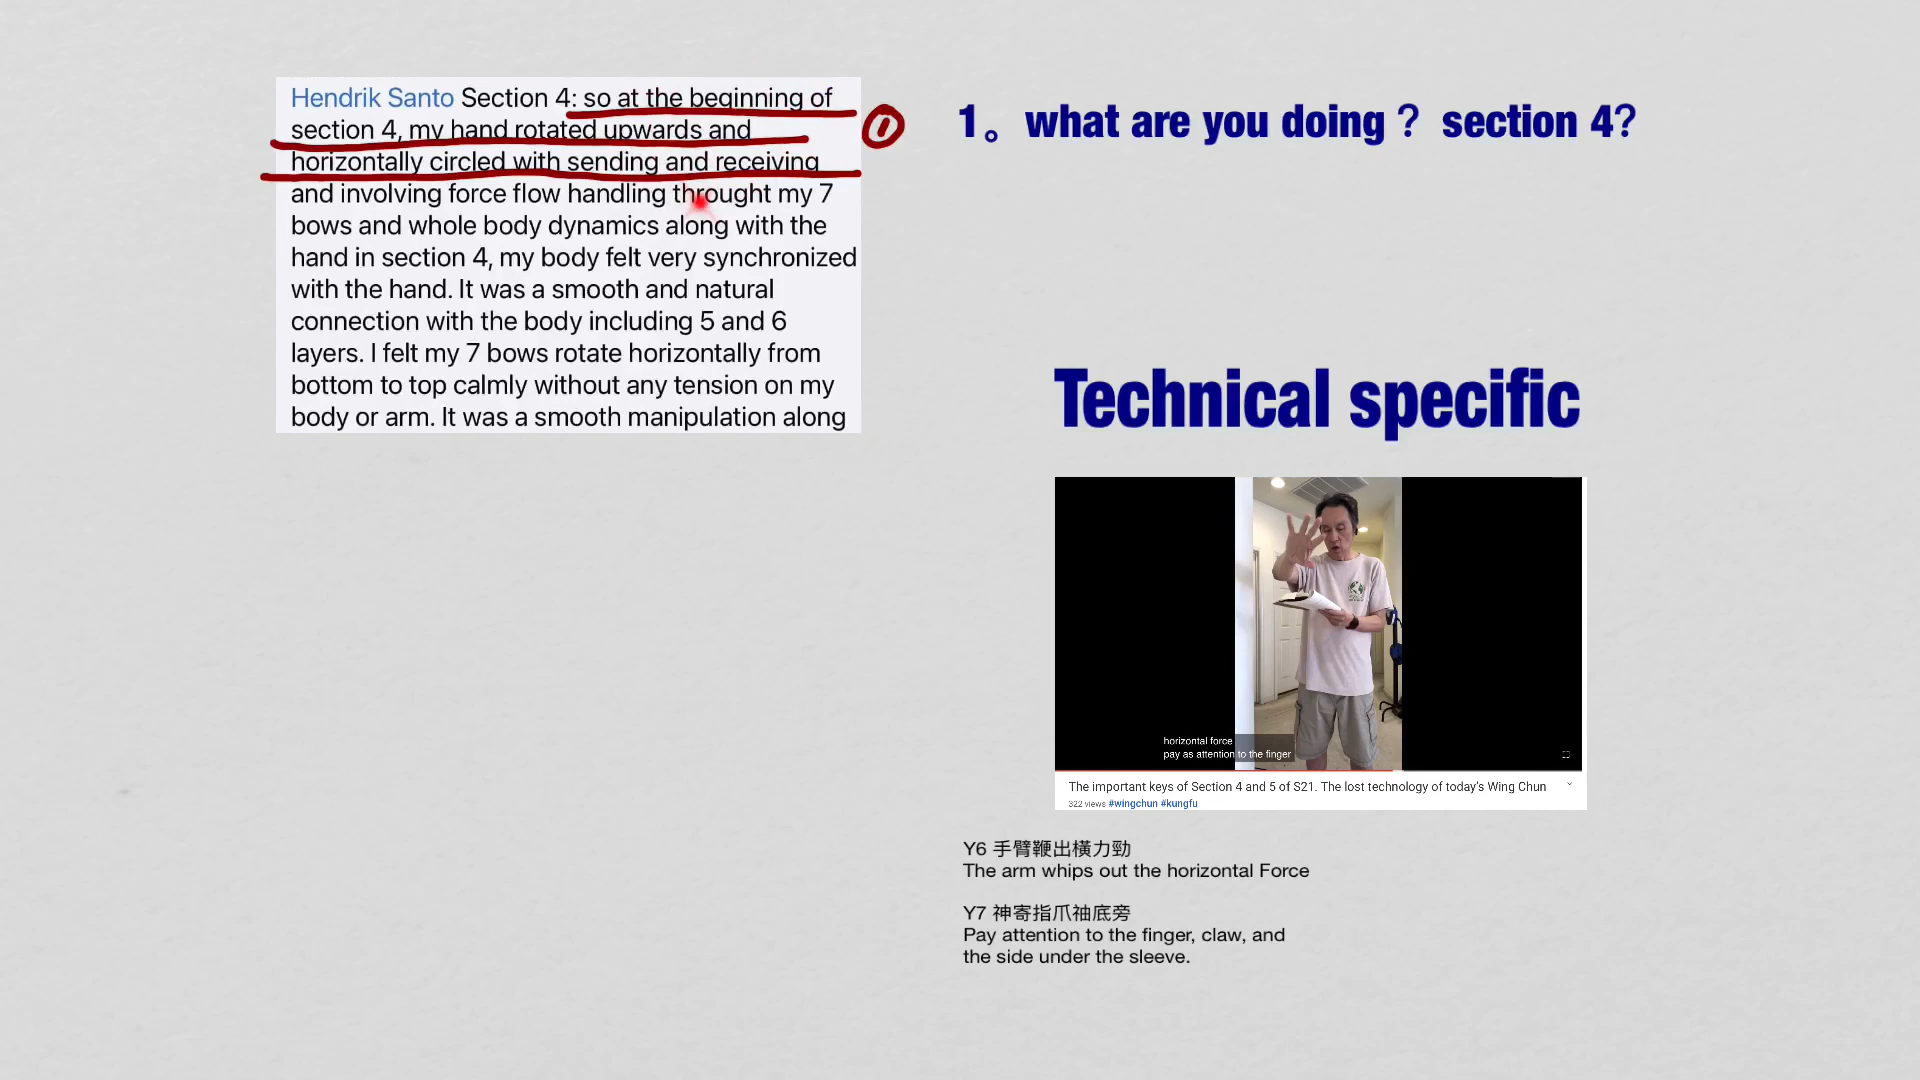 Hendrik Santo Section 4: so at the beginning of
section 4, my hand rotated upwards and
horizontally circled with sending and receiving
and involving force flow handling throught my 7
bows and whole body dynamics along with the
hand in section 4, my body felt very synchronized
with the hand. It was a smooth and natural
connection with the body including 5 and 6
layers. I felt my 7 bows rotate horizontally from
bottom to top calmly without any tension on my
body or arm. It was a smooth manipulation along
1
1。what are you doing？ section 4?
Technical specific
horizontal force
pay as attention to the finger
The important keys of Section 4 and 5 of S21. The lost technology of today's Wing Chun
322 views #wingchun #kungfu
Y6 手臂鞭出橫力勁
The arm whips out the horizontal Force
Y7 神寄指爪袖底旁
Pay attention to the finger, claw, and
the side under the sleeve.